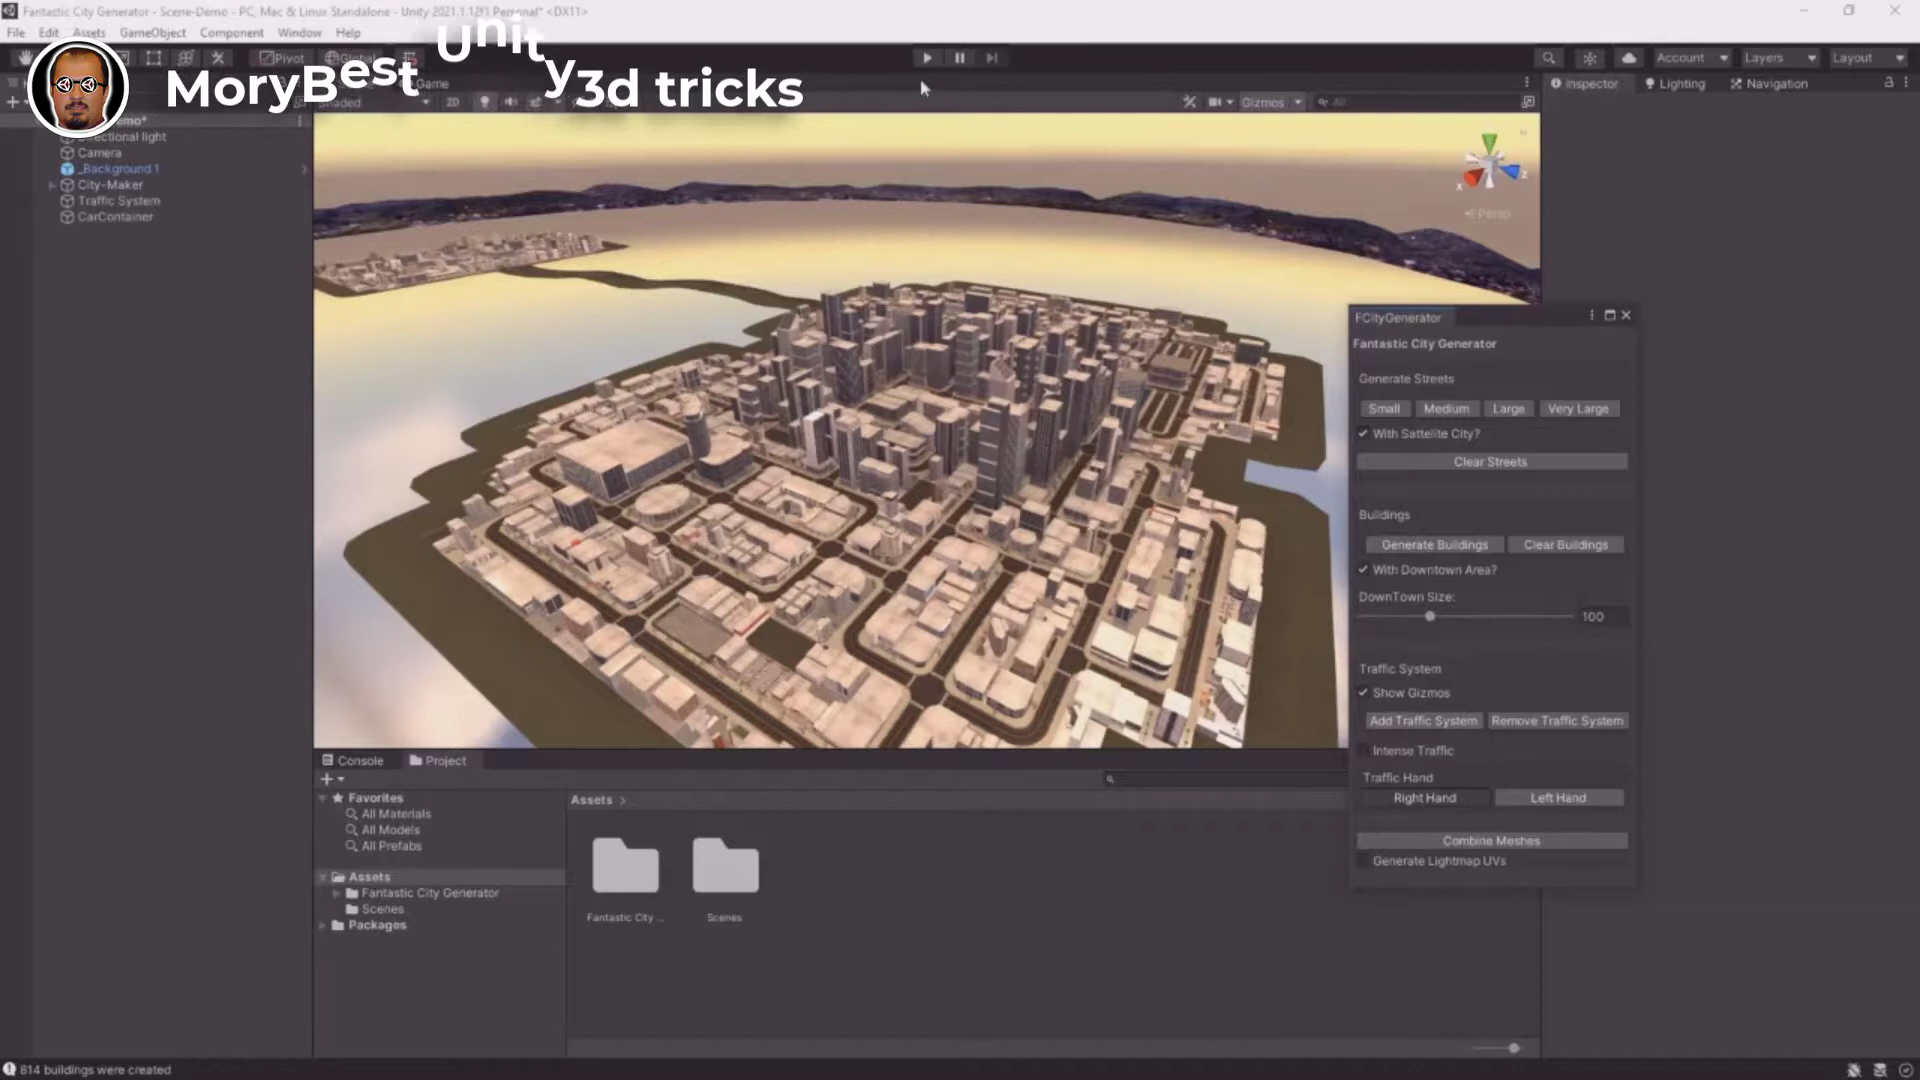 Fantastic City Generator - Scene-Demo - PC, Mac & Linux Standalone - Unity 2021.1.12f1 Personal* <DX11>
File Edit Assets GameObject Component Window Help
MoryBest Unity3d tricks
Pivot Global
Account Layers Layout
Game
Inspector Lighting Navigation
Shaded 2D Gizmos All
emo*
Directional light
Camera
_Background 1
City-Maker
Traffic System
CarContainer
x z
Persp
FCityGenerator
Fantastic City Generator
Generate Streets
Small Medium Large Very Large
With Sattelite City?
Clear Streets
Buildings
Generate Buildings Clear Buildings
With Downtown Area?
DownTown Size:
100
Traffic System
Show Gizmos
Add Traffic System Remove Traffic System
Intense Traffic
Traffic Hand
Right Hand Left Hand
Combine Meshes
Generate Lightmap UVs
Console Project
Favorites
All Materials
All Models
All Prefabs
Assets
Fantastic City Generator
Scenes
Packages
Assets >
Fantastic City ...
Scenes
814 buildings were created